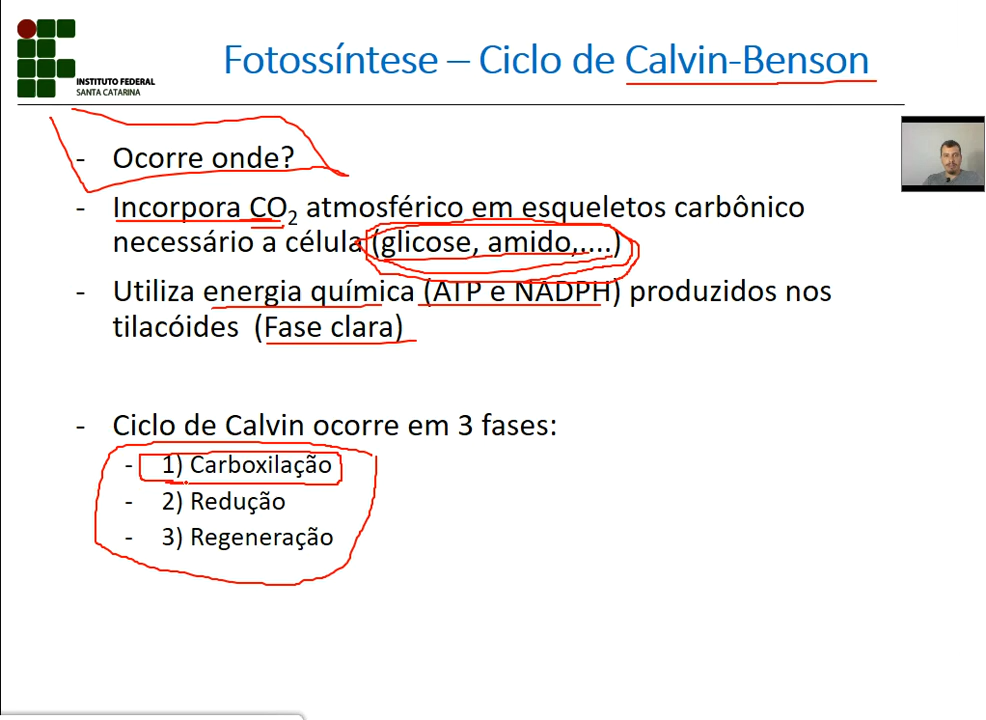 INSTITUTO FEDERAL
SANTA CATARINA
Fotossíntese – Ciclo de Calvin-Benson
- Ocorre onde?
- Incorpora CO2 atmosférico em esqueletos carbônico
necessário a célula (glicose, amido,....)
- Utiliza energia química (ATP e NADPH) produzidos nos
tilacóides (Fase clara)
- Ciclo de Calvin ocorre em 3 fases:
- 1) Carboxilação
- 2) Redução
- 3) Regeneração